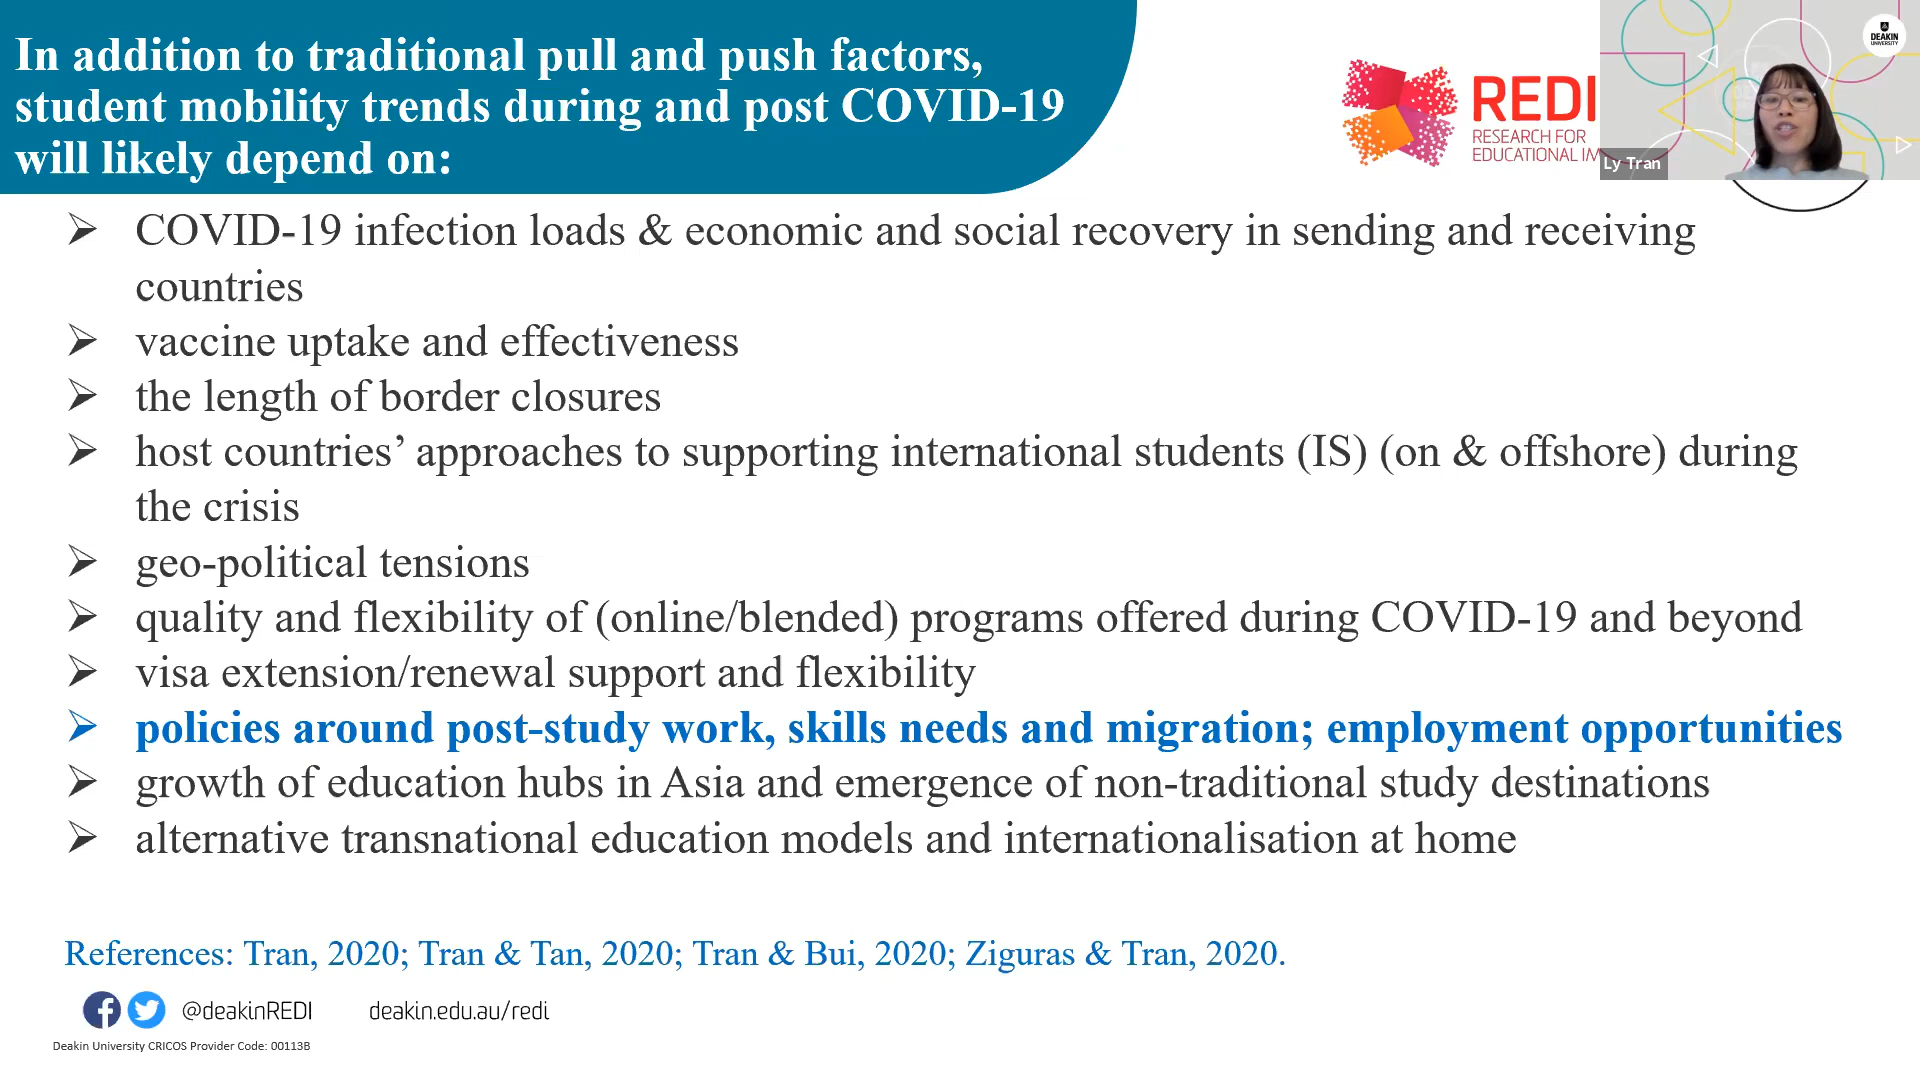 In addition to traditional pull and push factors,
student mobility trends during and post COVID-19
will likely depend on:
REDI
RESEARCH FOR
EDUCATIONAL IM
DEAKIN
UNIVERSITY
Ly Tran
➢ COVID-19 infection loads & economic and social recovery in sending and receiving
countries
➢ vaccine uptake and effectiveness
➢ the length of border closures
➢ host countries’ approaches to supporting international students (IS) (on & offshore) during
the crisis
➢ geo-political tensions
➢ quality and flexibility of (online/blended) programs offered during COVID-19 and beyond
➢ visa extension/renewal support and flexibility
➢ policies around post-study work, skills needs and migration; employment opportunities
➢ growth of education hubs in Asia and emergence of non-traditional study destinations
➢ alternative transnational education models and internationalisation at home
References: Tran, 2020; Tran & Tan, 2020; Tran & Bui, 2020; Ziguras & Tran, 2020.
@deakinREDI deakin.edu.au/redi
Deakin University CRICOS Provider Code: 00113B